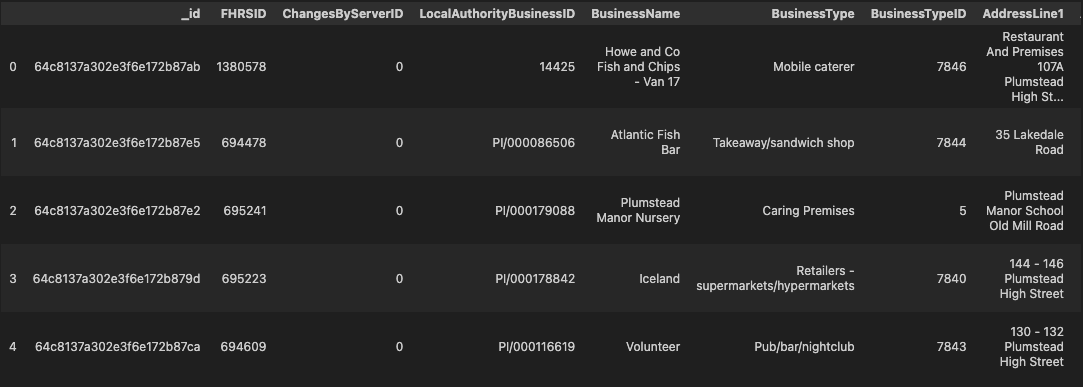 _id FHRSID ChangesByServerID LocalAuthorityBusinessID BusinessName BusinessType BusinessTypeID AddressLine1
0 64c8137a302e3f6e172b87ab 1380578 0 14425 Howe and Co Fish and Chips - Van 17 Mobile caterer 7846 Restaurant And Premises 107A Plumstead High St...
1 64c8137a302e3f6e172b87e5 694478 0 PI/000086506 Atlantic Fish Bar Takeaway/sandwich shop 7844 35 Lakedale Road
2 64c8137a302e3f6e172b87e2 695241 0 PI/000179088 Plumstead Manor Nursery Caring Premises 5 Plumstead Manor School Old Mill Road
3 64c8137a302e3f6e172b879d 695223 0 PI/000178842 Iceland Retailers - supermarkets/hypermarkets 7840 144 - 146 Plumstead High Street
4 64c8137a302e3f6e172b87ca 694609 0 PI/000116619 Volunteer Pub/bar/nightclub 7843 130 - 132 Plumstead High Street